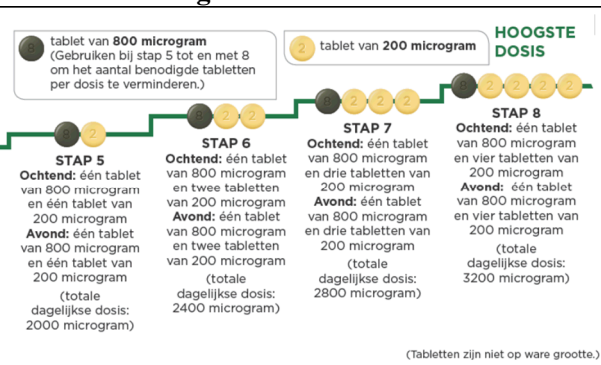 8 tablet van 800 microgram
(Gebruiken bij stap 5 tot en met 8
om het aantal benodigde tabletten
per dosis te verminderen.)
2 tablet van 200 microgram
HOOGSTE
DOSIS
8 2
STAP 5
Ochtend: één tablet
van 800 microgram
en één tablet van
200 microgram
Avond: één tablet
van 800 microgram
en één tablet van
200 microgram
(totale
dagelijkse dosis:
2000 microgram)
8 2 2
STAP 6
Ochtend: één tablet
van 800 microgram
en twee tabletten
van 200 microgram
Avond: één tablet
van 800 microgram
en twee tabletten
van 200 microgram
(totale
dagelijkse dosis:
2400 microgram)
8 2 2 2
STAP 7
Ochtend: één tablet
van 800 microgram
en drie tabletten van
200 microgram
Avond: één tablet
van 800 microgram
en drie tabletten van
200 microgram
(totale
dagelijkse dosis:
2800 microgram)
8 2 2 2 2
STAP 8
Ochtend: één tablet
van 800 microgram
en vier tabletten van
200 microgram
Avond: één tablet
van 800 microgram
en vier tabletten van
200 microgram
(totale
dagelijkse dosis:
3200 microgram)
(Tabletten zijn niet op ware grootte.)